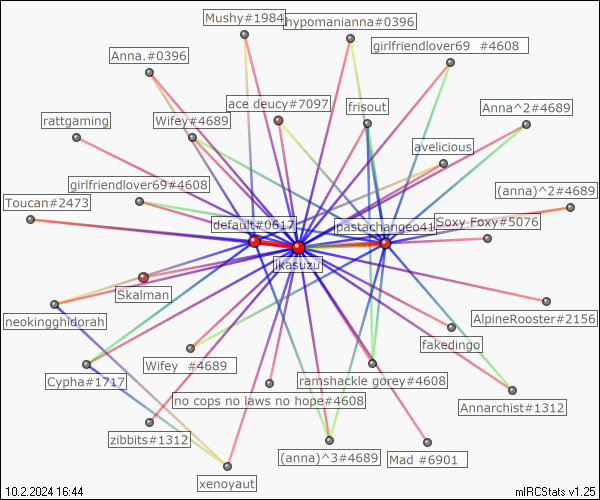 Mushy#1984
hypomanianna#0396
girlfriendlover69 #4608
Anna.#0396
ace deucy#7097
frisout
Anna^2#4689
rattgaming
Wifey#4689
avelicious
girlfriendlover69#4608
(anna)^2#4689
Toucan#2473
default#0617
pastachangeo41
Soxy Foxy#5076
ikasuzu
Skalman
AlpineRooster#2156
neokingghidorah
fakedingo
Wifey #4689
Cypha#1717
ramshackle gorey#4608
no cops no laws no hope#4608
Annarchist#1312
zibbits#1312
(anna)^3#4689
Mad #6901
xenoyaut
10.2.2024 16:44
mIRCStats v1.25